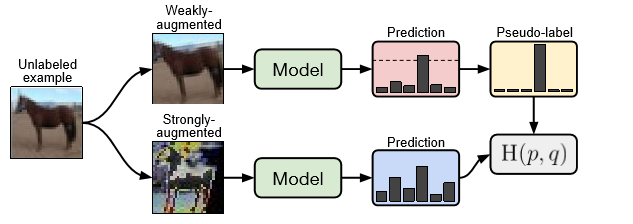 Unlabeled
example
Weakly-
augmented
Model
Prediction
Pseudo-label
Strongly-
augmented
Model
Prediction
H(p, q)